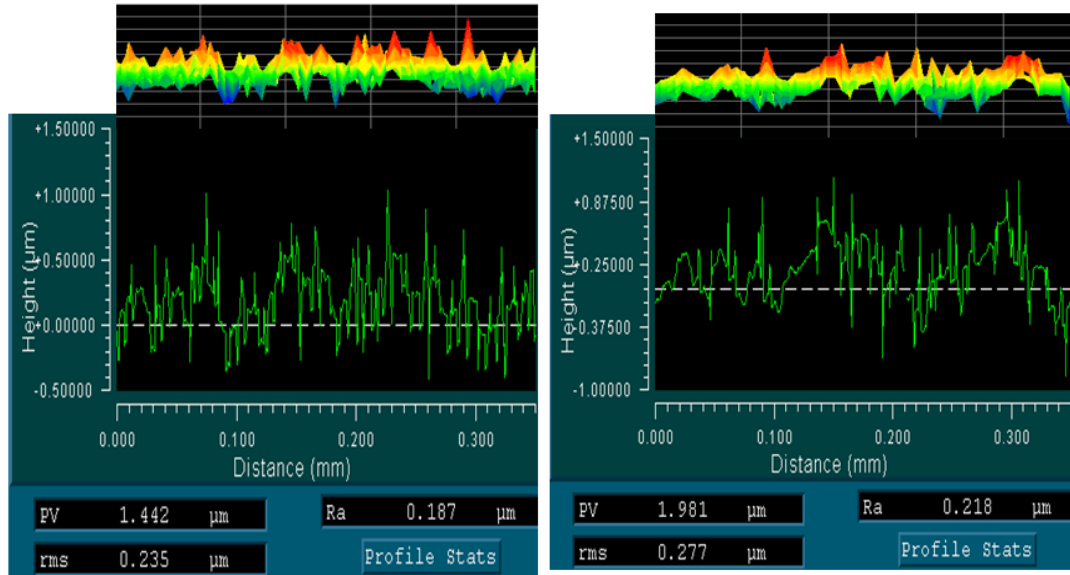 +1.50000
+1.00000
+0.50000
+0.00000
-0.50000
Height (µm)
0.000 0.100 0.200 0.300
Distance (mm)
PV 1.442 µm
Ra 0.187 µm
rms 0.235 µm
Profile Stats
+1.50000
+0.87500
+0.25000
-0.37500
-1.00000
Height (µm)
0.000 0.100 0.200 0.300
Distance (mm)
PV 1.981 µm
Ra 0.218 µm
rms 0.277 µm
Profile Stats